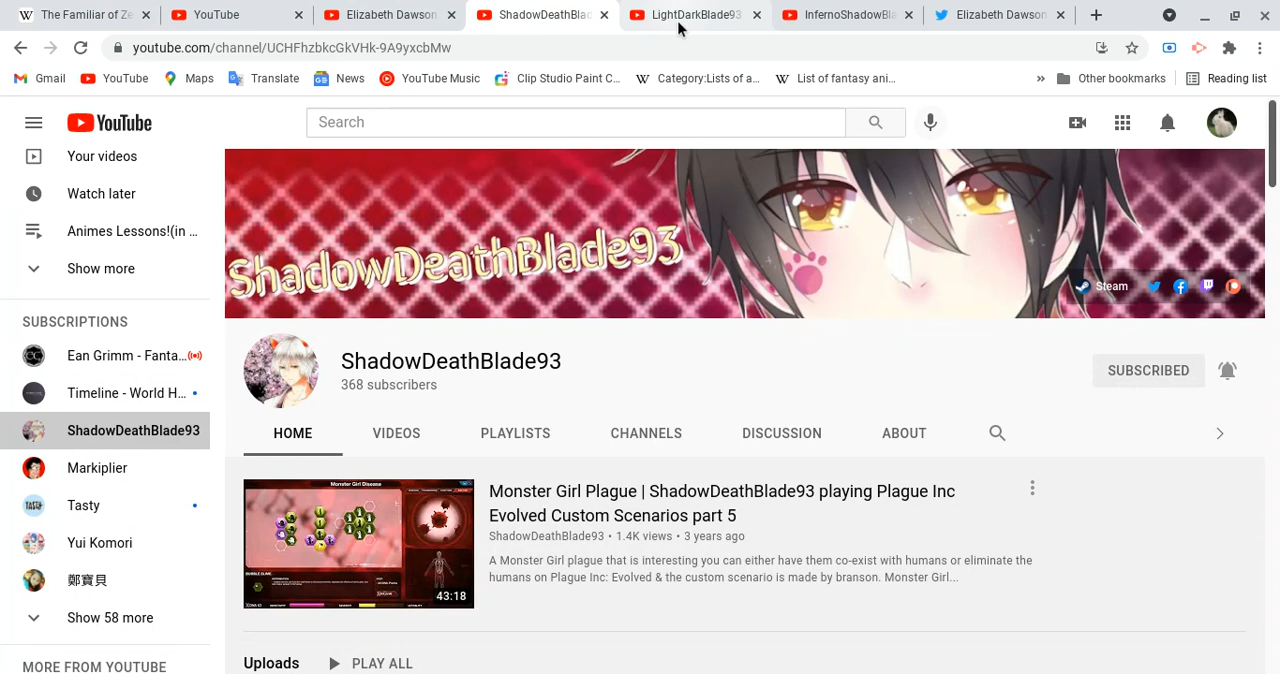 The Familiar of Ze
YouTube
Elizabeth Dawson
ShadowDeathBla
LightDarkBlade93
InfernoShadowBla
Elizabeth Dawson
youtube.com/channel/UCHFhzbkcGkVHk-9A9yxcbMw
Gmail
YouTube
Maps
Translate
News
YouTube Music
Clip Studio Paint C...
Category:Lists of a...
List of fantasy ani...
»
Other bookmarks
Reading list
YouTube
Search
Your videos
Watch later
Animes Lessons!(in ...
Show more
SUBSCRIPTIONS
Ean Grimm - Fanta...
Timeline - World H...
ShadowDeathBlade93
Markiplier
Tasty
Yui Komori
鄭寶貝
Show 58 more
MORE FROM YOUTUBE
ShadowDeathBlade93
Steam
ShadowDeathBlade93
368 subscribers
SUBSCRIBED
HOME
VIDEOS
PLAYLISTS
CHANNELS
DISCUSSION
ABOUT
Monster Girl Disease
43:18
Monster Girl Plague | ShadowDeathBlade93 playing Plague Inc
Evolved Custom Scenarios part 5
ShadowDeathBlade93 • 1.4K views • 3 years ago
A Monster Girl plague that is interesting you can either have them co-exist with humans or eliminate the
humans on Plague Inc: Evolved & the custom scenario is made by branson. Monster Girl...
Uploads
PLAY ALL